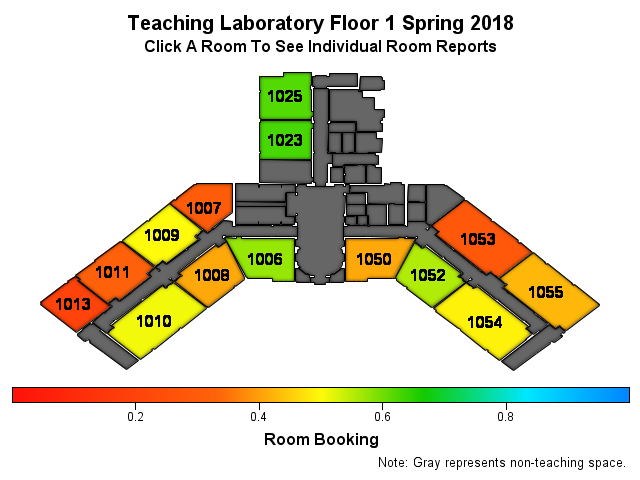 Teaching Laboratory Floor 1 Spring 2018
Click A Room To See Individual Room Reports
1025
1023
1007
1009
1011
1013
1006
1008
1010
1050
1052
1053
1054
1055
0.2 0.4 0.6 0.8
Room Booking
Note: Gray represents non-teaching space.